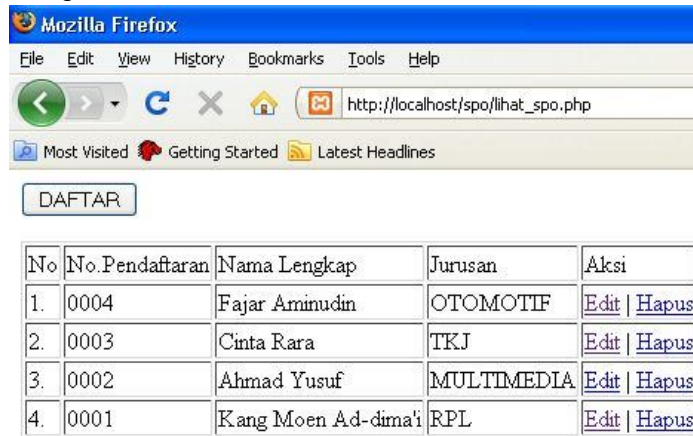 Mozilla Firefox
File Edit View History Bookmarks Tools Help
http://localhost/spo/lihat_spo.php
Most Visited Getting Started Latest Headlines
DAFTAR
No No.Pendaftaran Nama Lengkap Jurusan Aksi
1. 0004 Fajar Aminudin OTOMOTIF Edit | Hapus
2. 0003 Cinta Rara TKJ Edit | Hapus
3. 0002 Ahmad Yusuf MULTIMEDIA Edit | Hapus
4. 0001 Kang Moen Ad-dima'i RPL Edit | Hapus